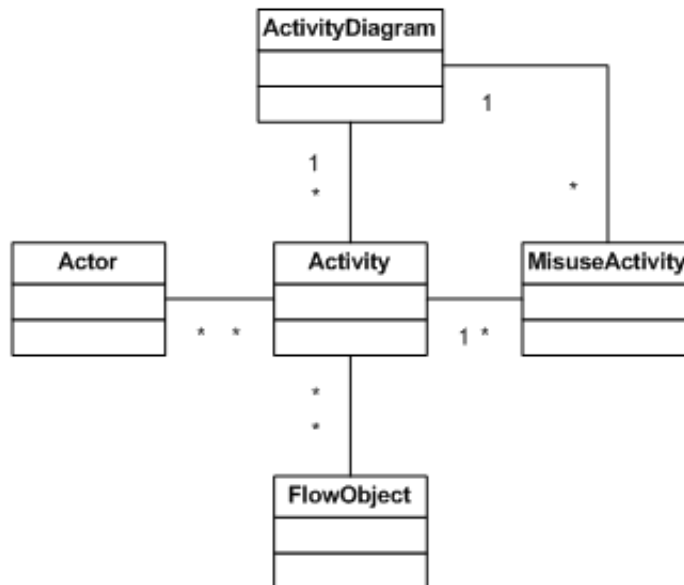 ActivityDiagram
1
1
*
*
Actor
Activity
MisuseActivity
* *
1 *
*
*
FlowObject